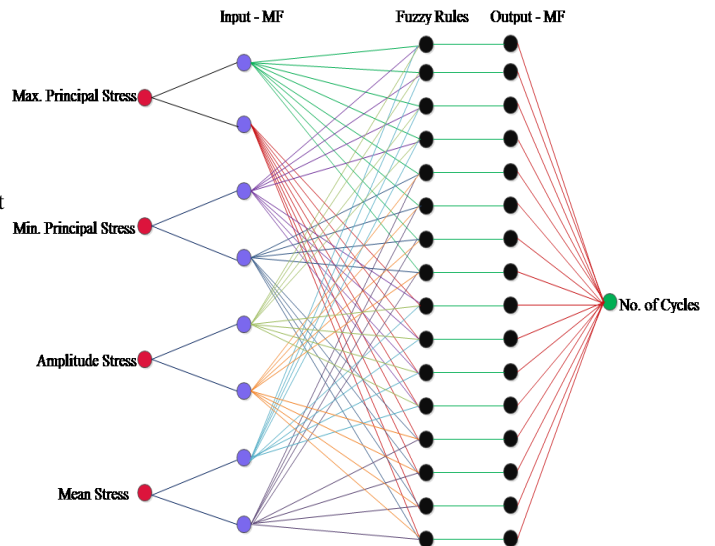 Input - MF
Fuzzy Rules
Output - MF
Max. Principal Stress
t
Min. Principal Stress
No. of Cycles
Amplitude Stress
Mean Stress